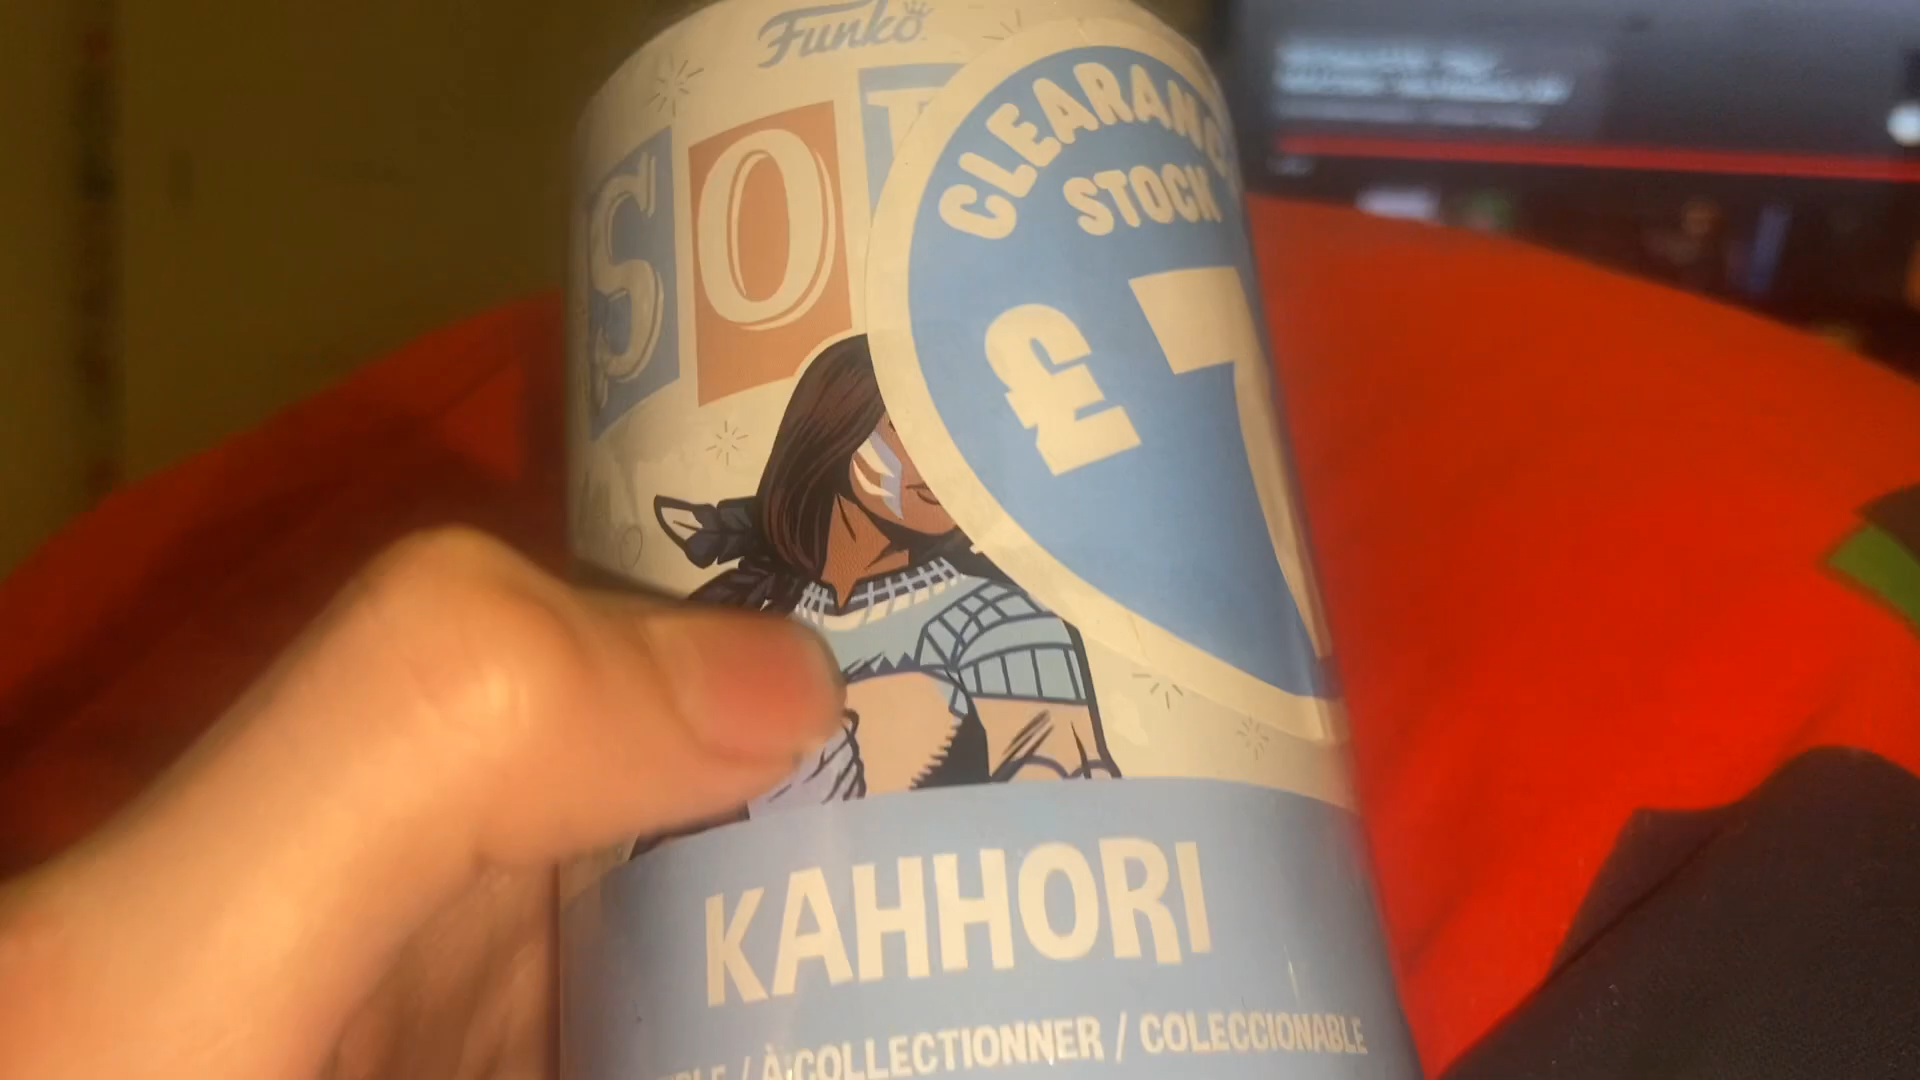 Funko
SO
CLEARANC
STOCK
£7
KAHHORI
/ À COLLECTIONNER / COLECCIONABLE